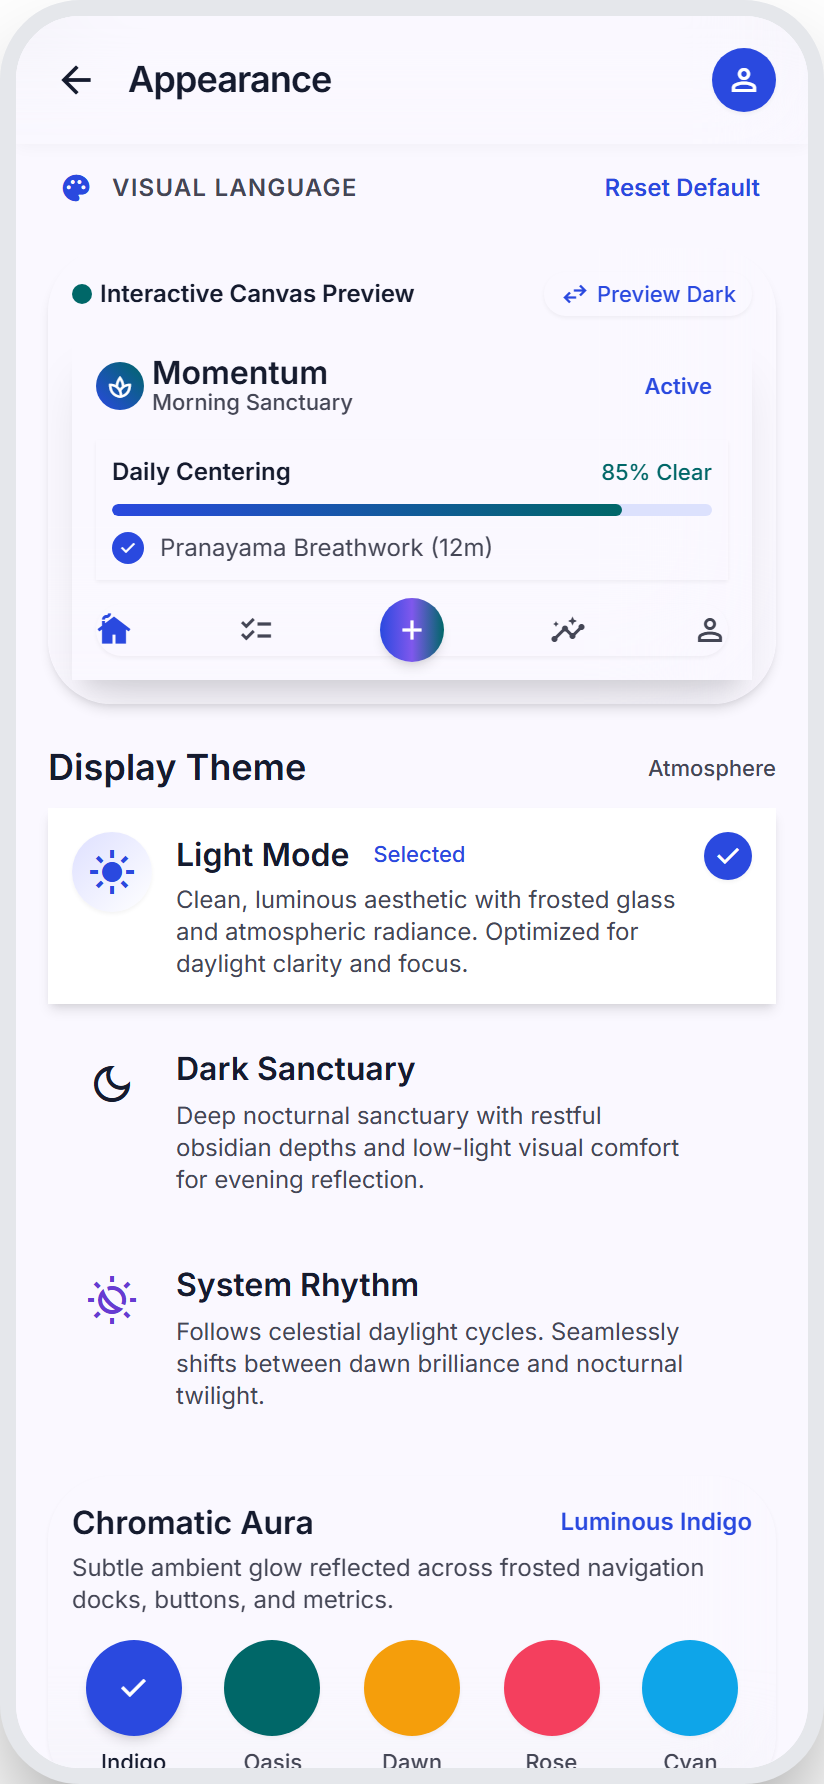 Appearance
VISUAL LANGUAGE
Reset Default
Interactive Canvas Preview
Preview Dark
Momentum
Morning Sanctuary
Active
Daily Centering
85% Clear
Pranayama Breathwork (12m)
Display Theme
Atmosphere
Light Mode
Selected
Clean, luminous aesthetic with frosted glass
and atmospheric radiance. Optimized for
daylight clarity and focus.
Dark Sanctuary
Deep nocturnal sanctuary with restful
obsidian depths and low-light visual comfort
for evening reflection.
System Rhythm
Follows celestial daylight cycles. Seamlessly
shifts between dawn brilliance and nocturnal
twilight.
Chromatic Aura
Luminous Indigo
Subtle ambient glow reflected across frosted navigation
docks, buttons, and metrics.
Indigo
Oasis
Dawn
Rose
Cyan